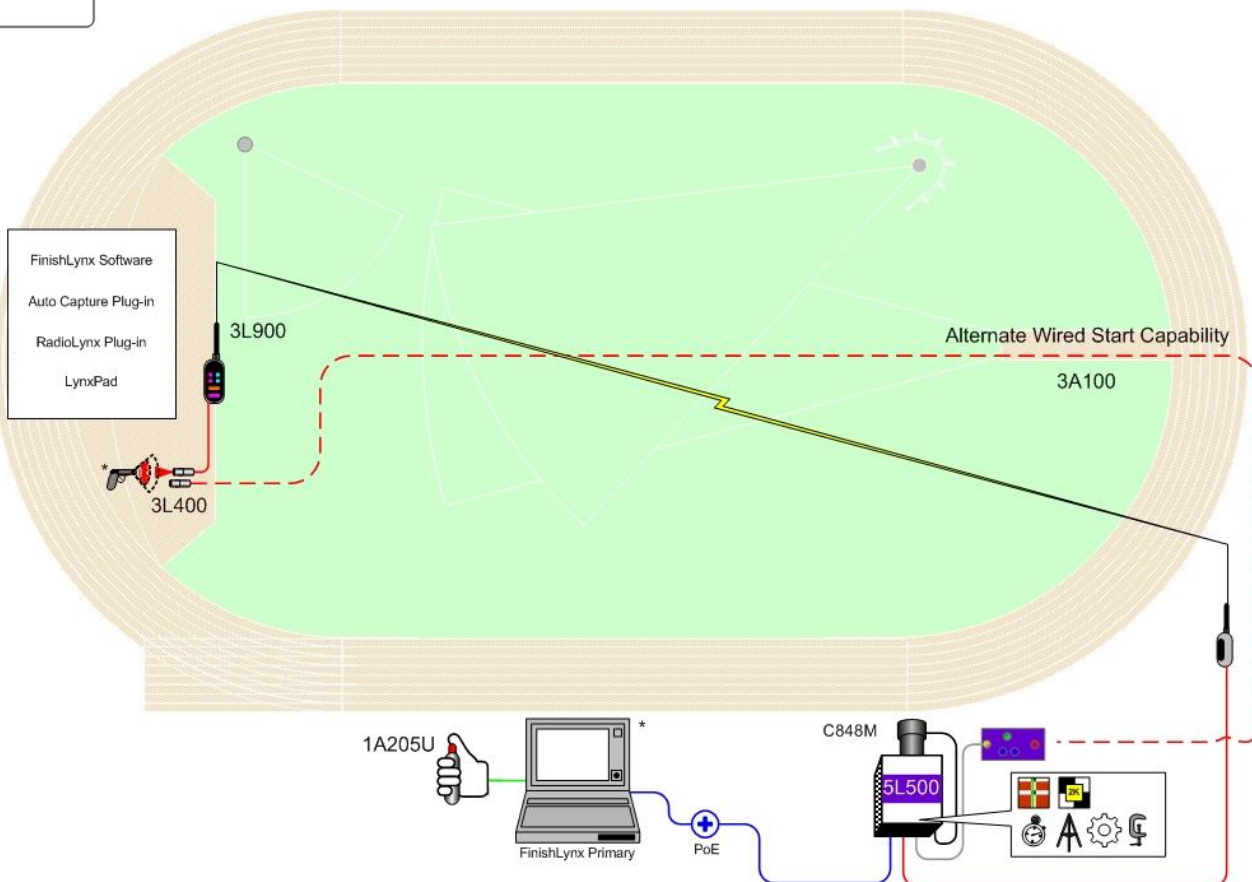 FinishLynx Software
Auto Capture Plug-in
RadioLynx Plug-in
LynxPad
3L900
Alternate Wired Start Capability
3A100
*
3L400
1A205U
*
FinishLynx Primary
PoE
C848M
5L500
2K